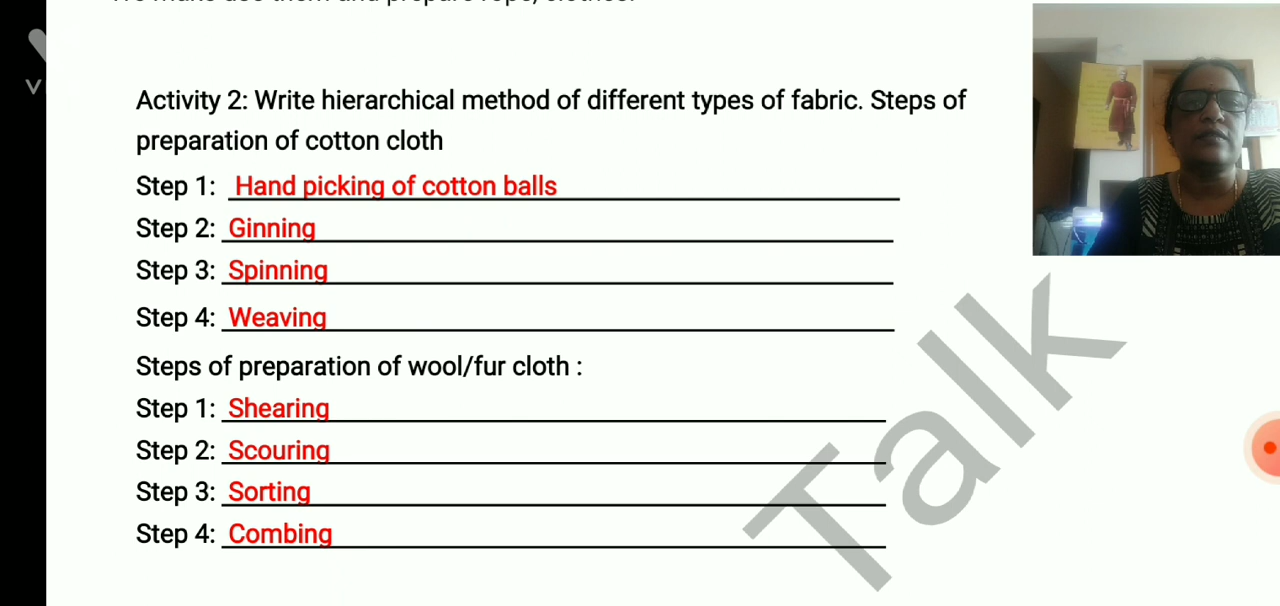 Activity 2: Write hierarchical method of different types of fabric. Steps of
preparation of cotton cloth
Step 1: Hand picking of cotton balls
Step 2: Ginning
Step 3: Spinning
Step 4: Weaving
Steps of preparation of wool/fur cloth :
Step 1: Shearing
Step 2: Scouring
Step 3: Sorting
Step 4: Combing
Talk